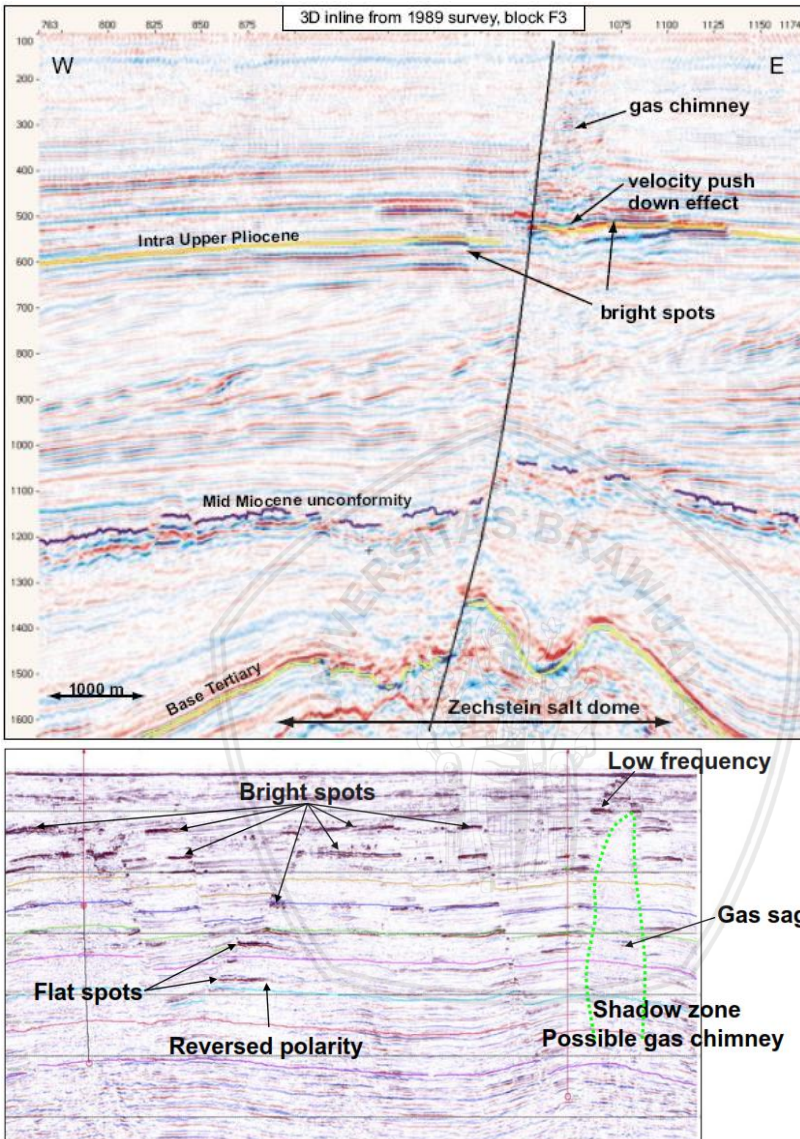 3D inline from 1989 survey, block F3
763 800 825 850 875 1075 1125 1150 1174
100
W
E
200
gas chimney
300
400
velocity push
down effect
500
Intra Upper Pliocene
600
bright spots
700
800
900
1000
1100
Mid Miocene unconformity
1200
1300
1400
1500
Base Tertiary
1000 m
Zechstein salt dome
1600
Low frequency
Bright spots
Gas sag
Flat spots
Shadow zone
Reversed polarity
Possible gas chimney